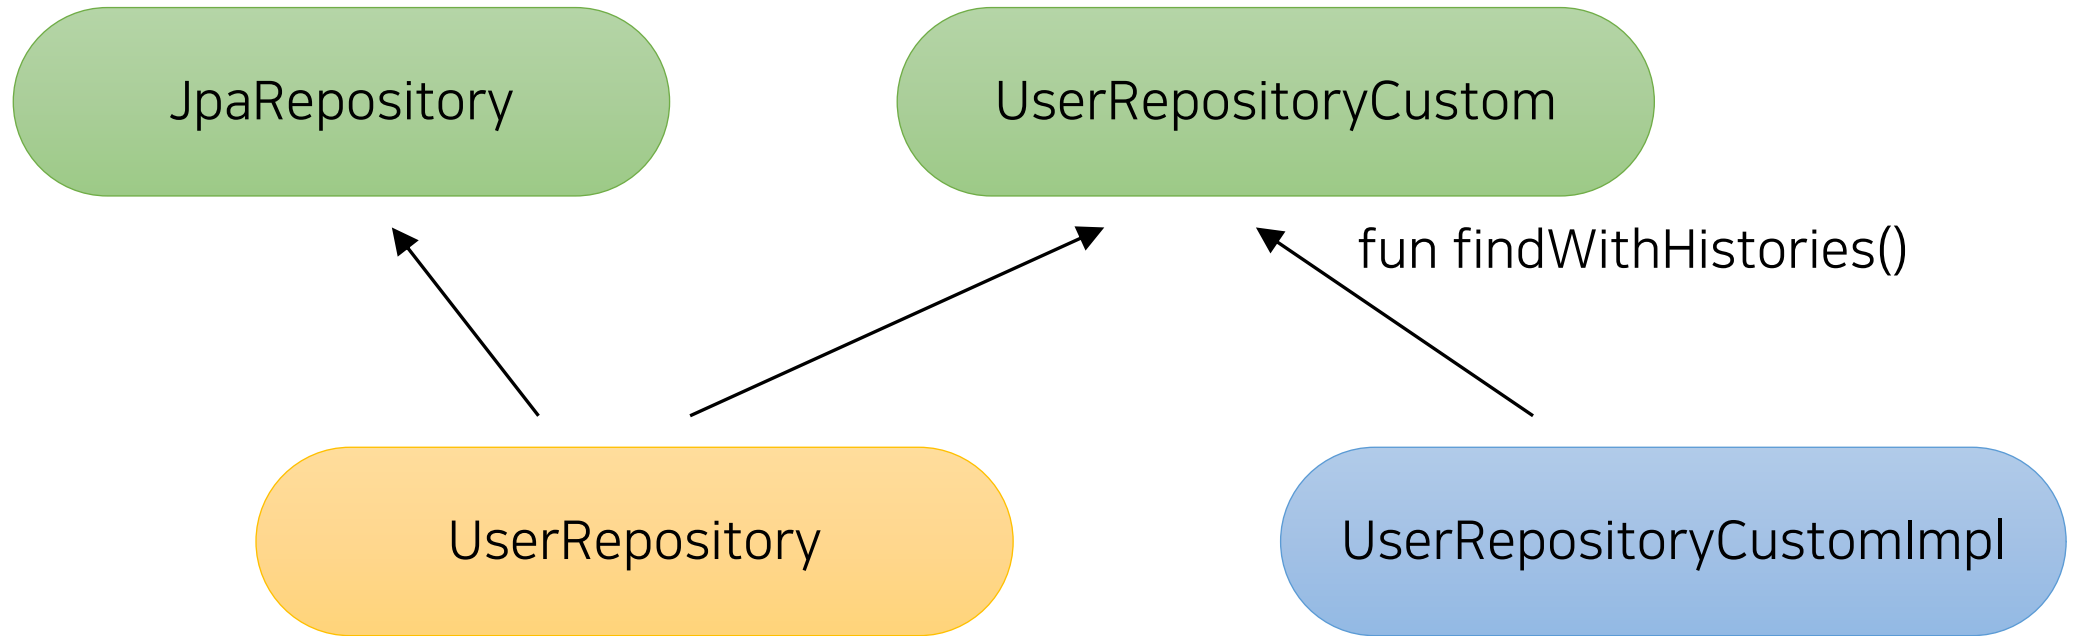 JpaRepository
UserRepositoryCustom
fun findWithHistories()
UserRepository
UserRepositoryCustomImpl